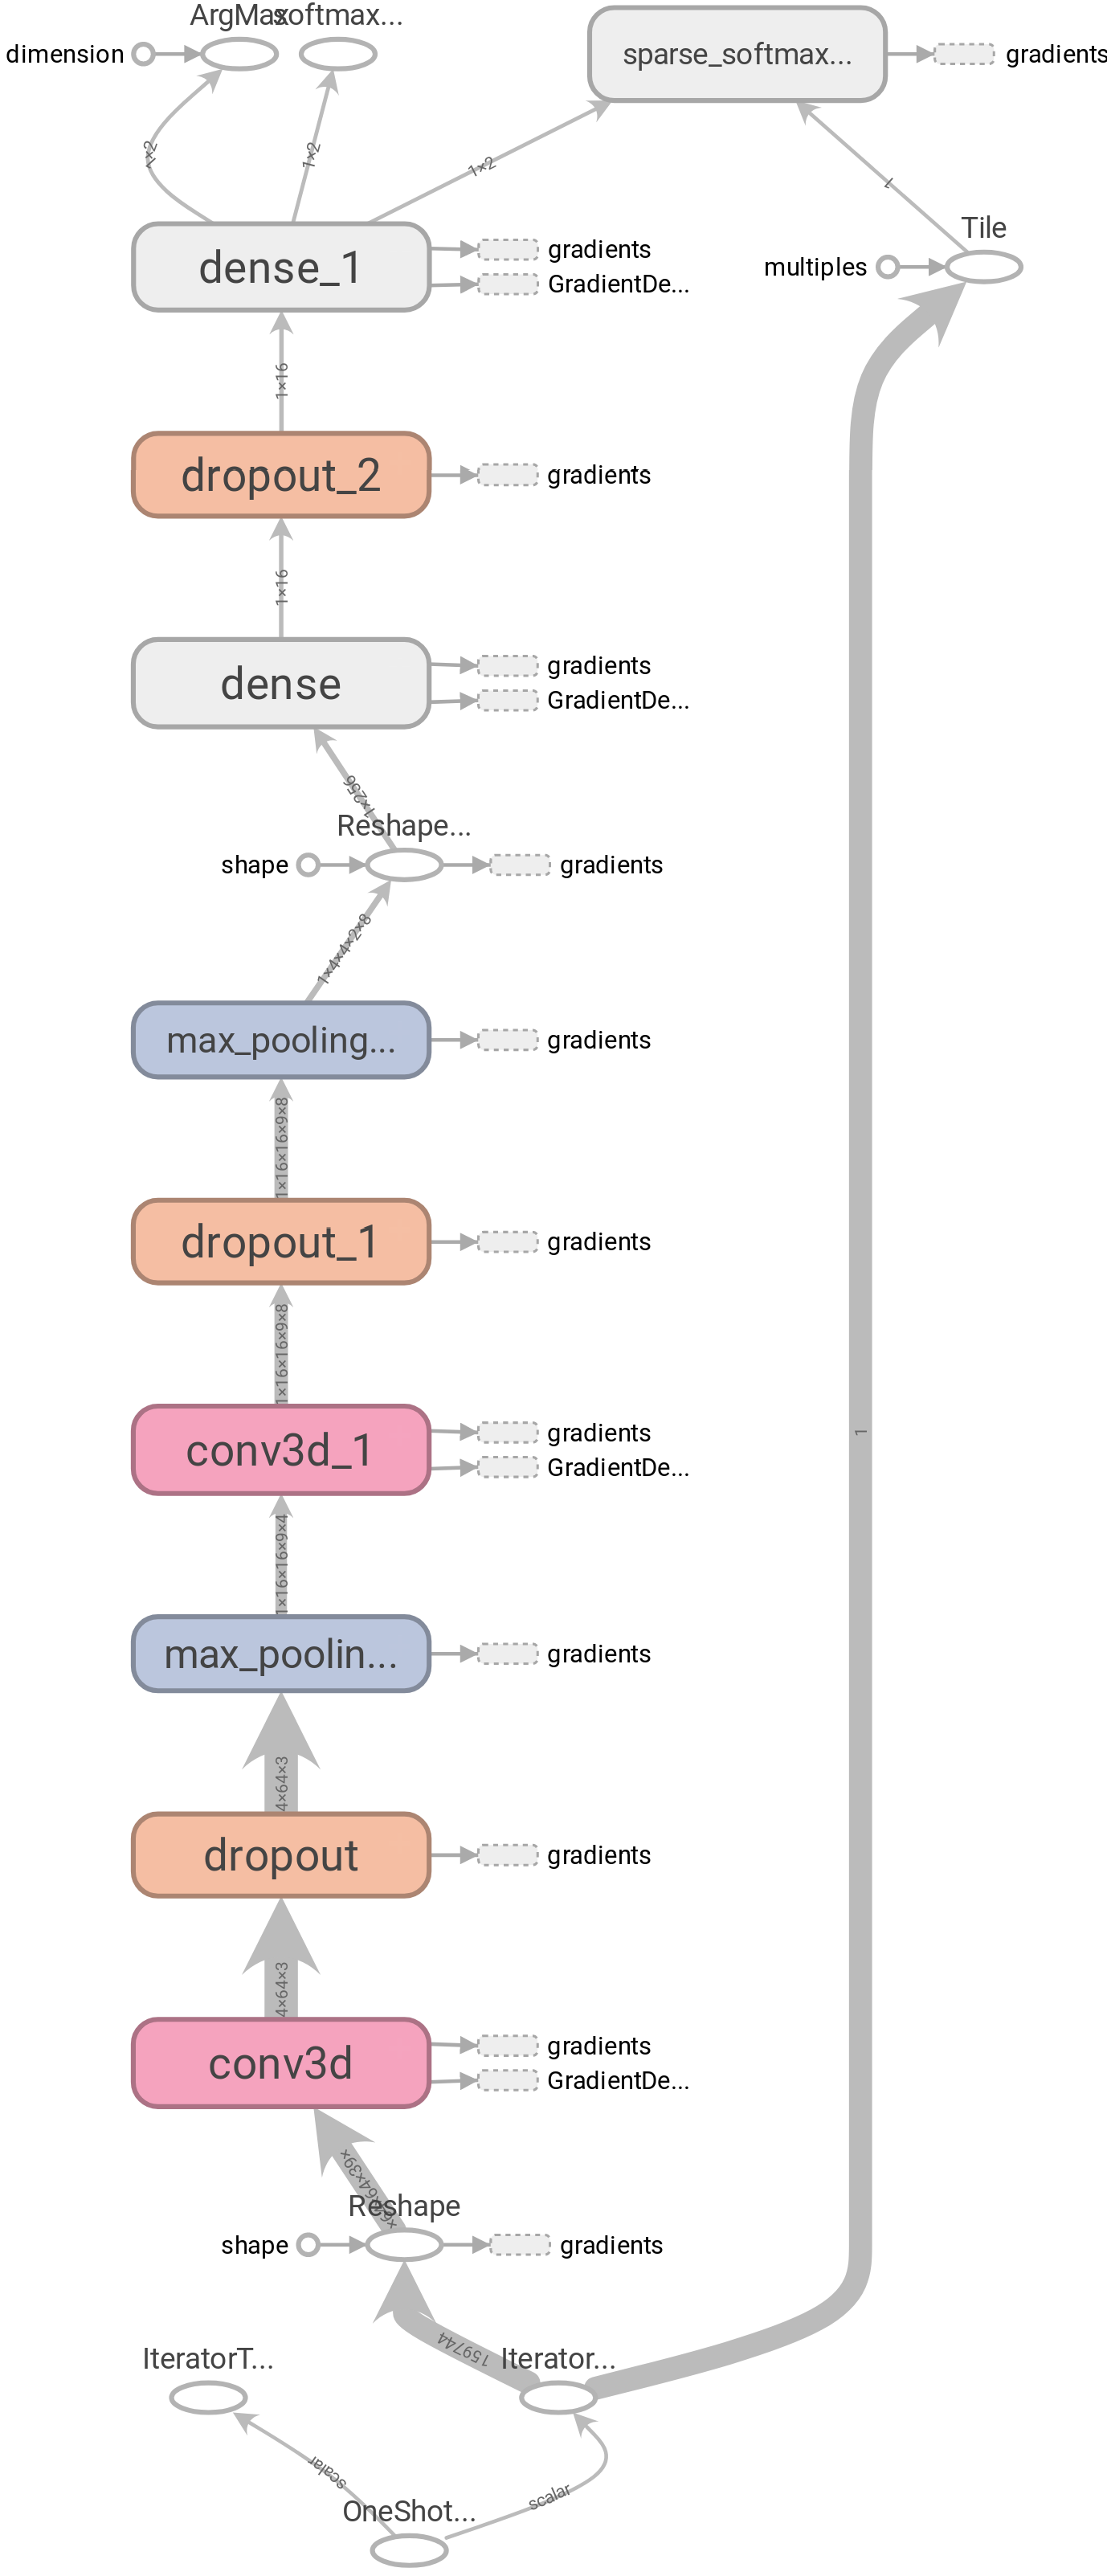 ArgMax
softmax...
dimension
sparse_softmax...
gradients
1×2
1×2
1×2
1
Tile
multiples
dense_1
gradients
GradientDe...
1×16
dropout_2
gradients
1×16
dense
gradients
GradientDe...
1×256
Reshape...
shape
gradients
1×4×4×2×8
max_pooling...
gradients
1×16×16×9×8
dropout_1
gradients
1×16×16×9×8
conv3d_1
gradients
GradientDe...
1
1×16×16×9×4
max_poolin...
gradients
4×64×3
dropout
gradients
4×64×3
conv3d
gradients
GradientDe...
Reshape
shape
gradients
159744
IteratorT...
Iterator...
scalar
scalar
OneShot...